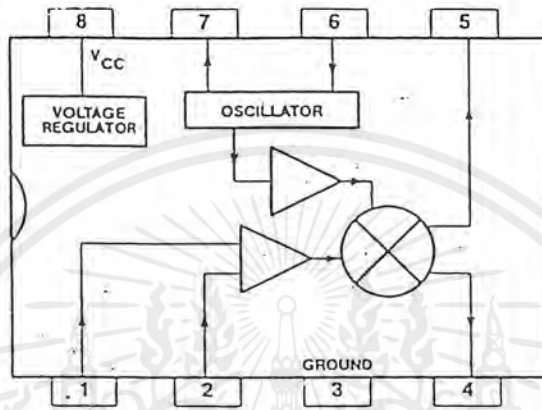 8 7 6 5
VCC
VOLTAGE
REGULATOR
OSCILLATOR
GROUND
1 2 3 4